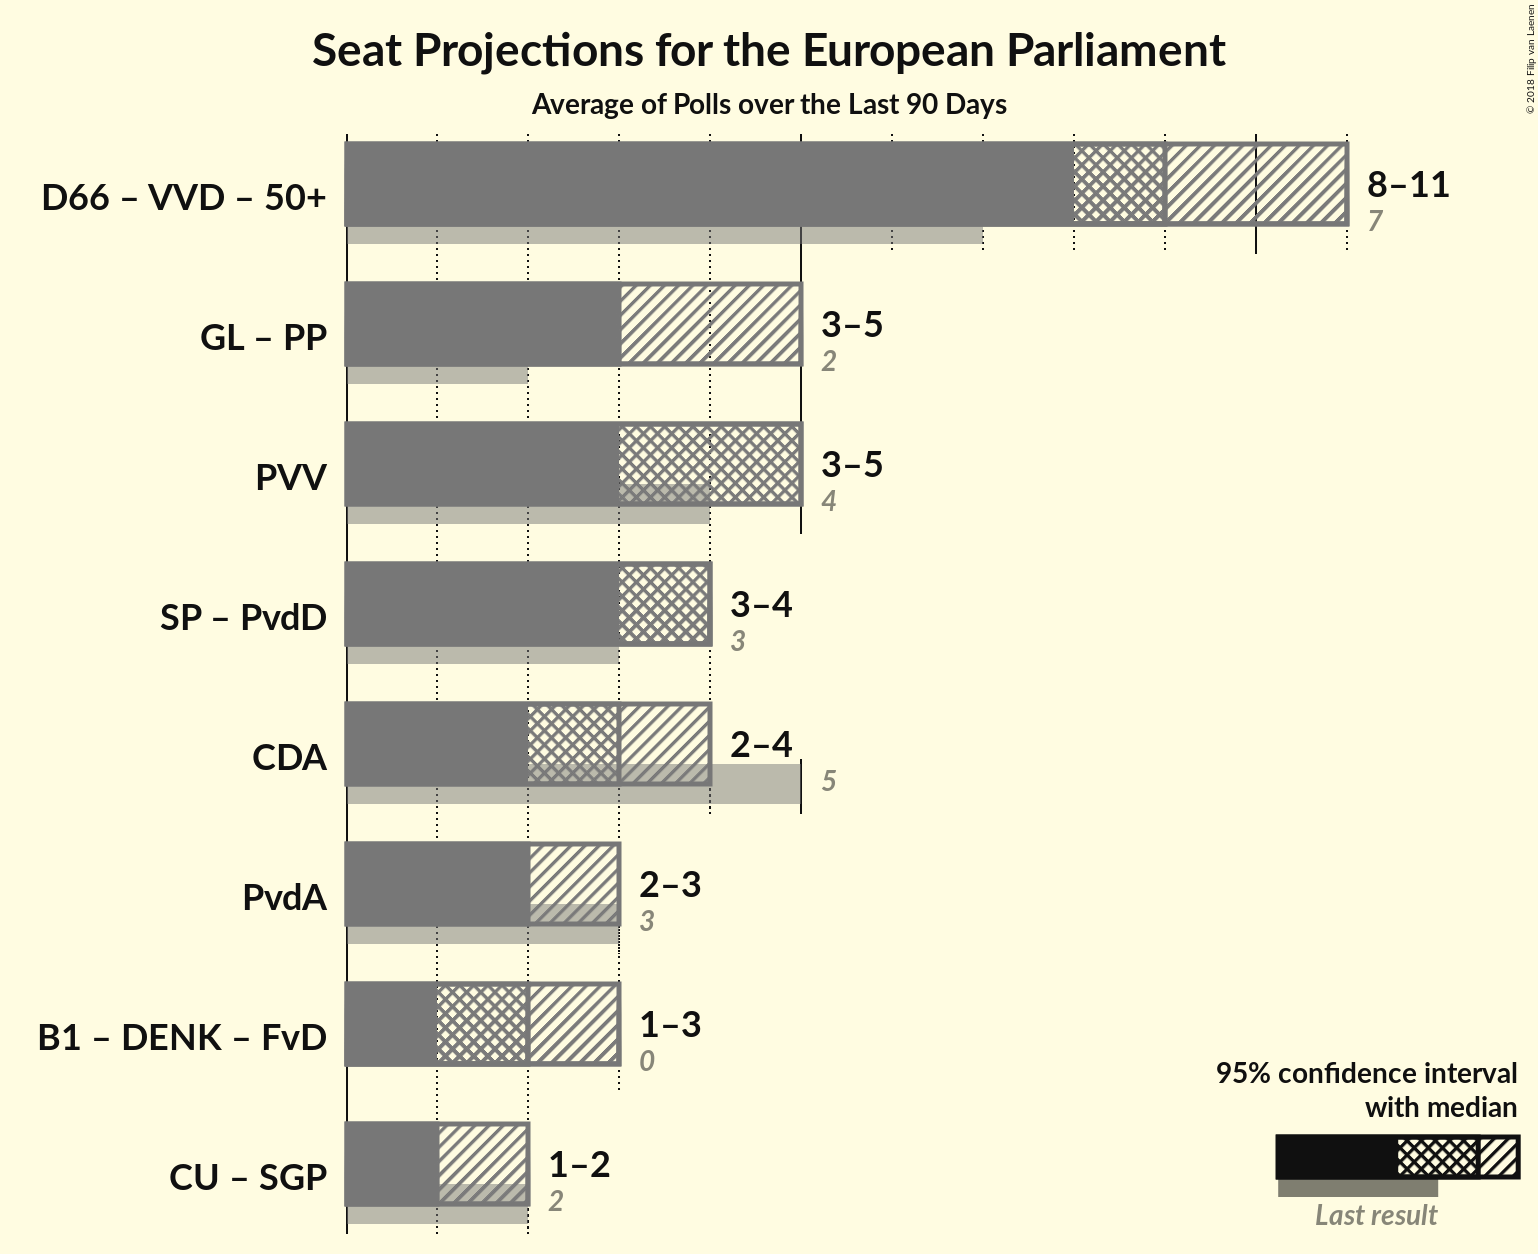 Seat Projections for the European Parliament
Average of Polls over the Last 90 Days
© 2018 Filip van Laenen
D66 – VVD – 50+
8–11
7
GL – PP
3–5
2
PVV
3–5
4
SP – PvdD
3–4
3
CDA
2–4
5
PvdA
2–3
3
B1 – DENK – FvD
1–3
0
CU – SGP
1–2
2
95% confidence interval
with median
Last result